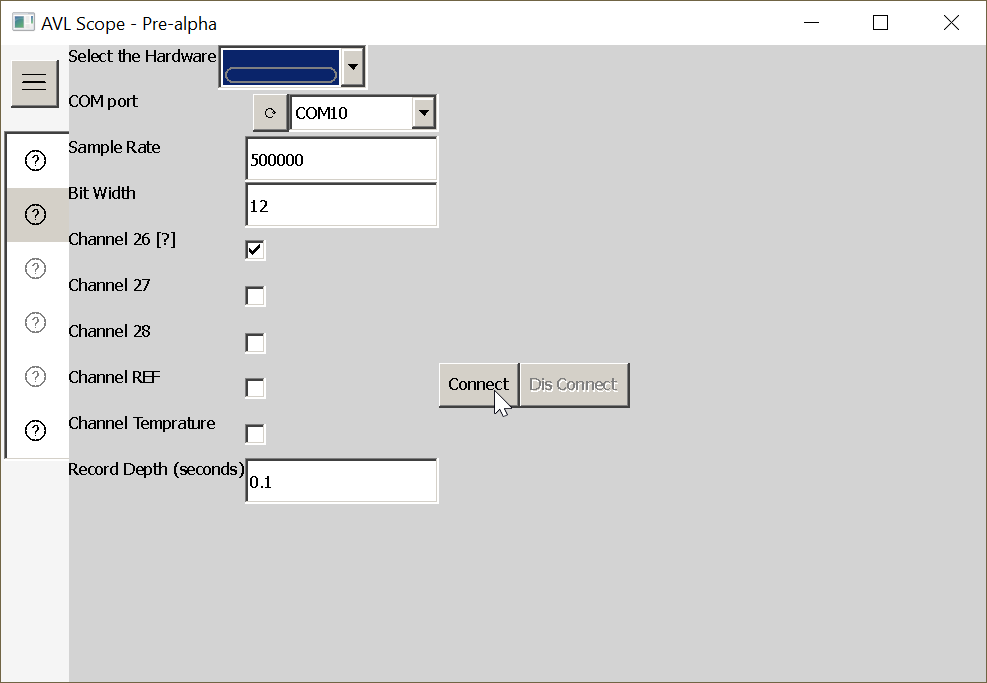 AVL Scope - Pre-alpha
Select the Hardware
COM port
⟳ COM10
Sample Rate
500000
Bit Width
12
Channel 26 [?]
Channel 27
Channel 28
Channel REF
Connect Dis Connect
Channel Temprature
Record Depth (seconds)
0.1
?
?
?
?
?
?